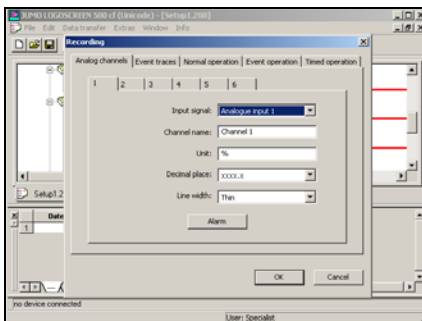 JUMO LOGOSCREEN 500 cf (Unicode) - [Setup1.200]
File Edit Data transfer Extras Window Info
Recording
Analog channels Event traces Normal operation Event operation Timed operation
1 2 3 4 5 6
Input signal: Analogue input 1
Channel name: Channel 1
Unit: %
Decimal place: xxxx.x
Line width: Thin
Alarm
Setup1.2
Date
1
OK Cancel
no device connected
User: Specialist